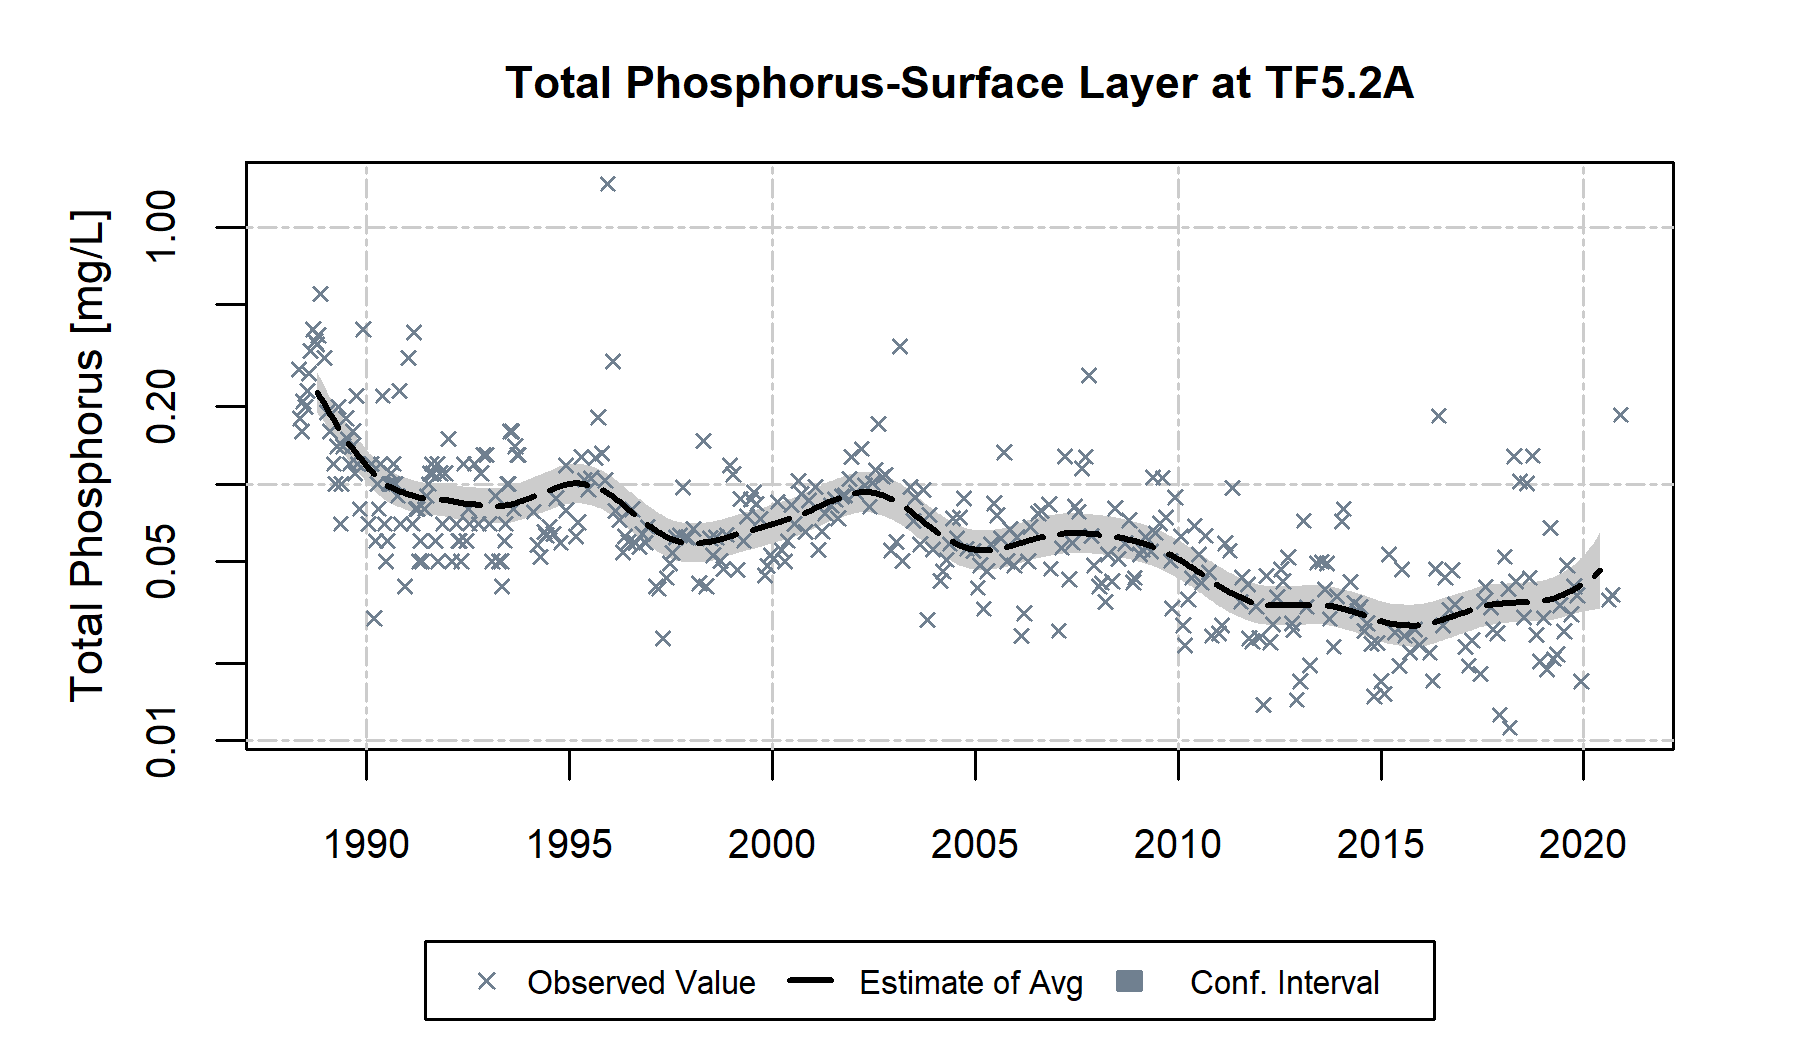 Total Phosphorus-Surface Layer at TF5.2A
Total Phosphorus [mg/L]
1.00
0.20
0.05
0.01
1990 1995 2000 2005 2010 2015 2020
Observed Value Estimate of Avg Conf. Interval